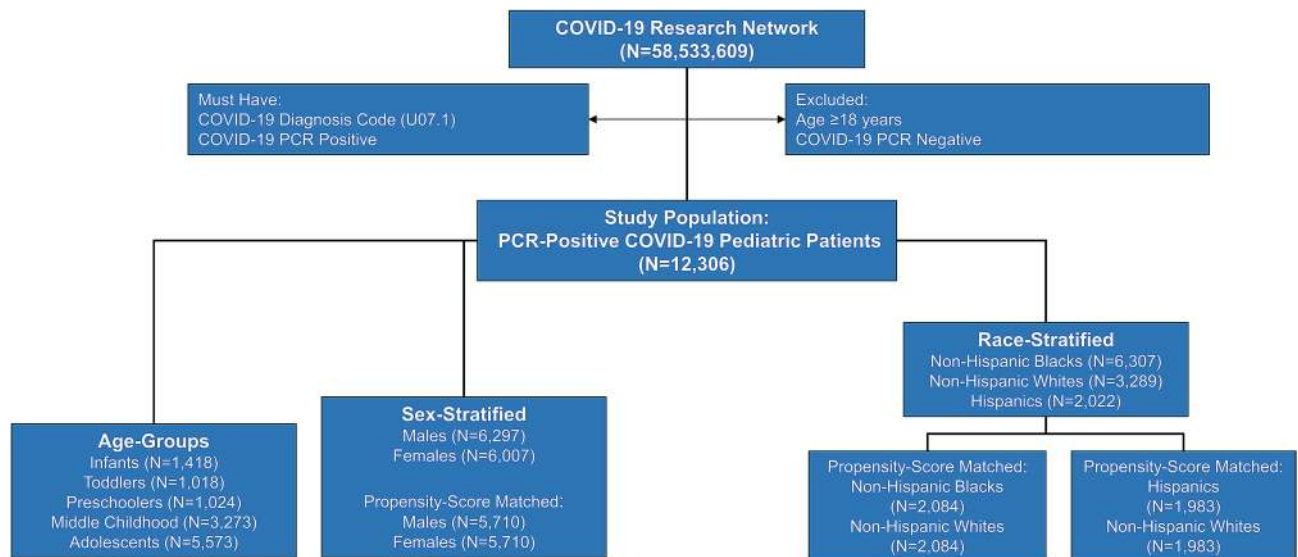 COVID-19 Research Network
(N=58,533,609)
Must Have:
COVID-19 Diagnosis Code (U07.1)
COVID-19 PCR Positive
Excluded:
Age ≥18 years
COVID-19 PCR Negative
Study Population:
PCR-Positive COVID-19 Pediatric Patients
(N=12,306)
Age-Groups
Infants (N=1,418)
Toddlers (N=1,018)
Preschoolers (N=1,024)
Middle Childhood (N=3,273)
Adolescents (N=5,573)
Sex-Stratified
Males (N=6,297)
Females (N=6,007)
Propensity-Score Matched:
Males (N=5,710)
Females (N=5,710)
Race-Stratified
Non-Hispanic Blacks (N=6,307)
Non-Hispanic Whites (N=3,289)
Hispanics (N=2,022)
Propensity-Score Matched:
Non-Hispanic Blacks
(N=2,084)
Non-Hispanic Whites
(N=2,084)
Propensity-Score Matched:
Hispanics
(N=1,983)
Non-Hispanic Whites
(N=1,983)